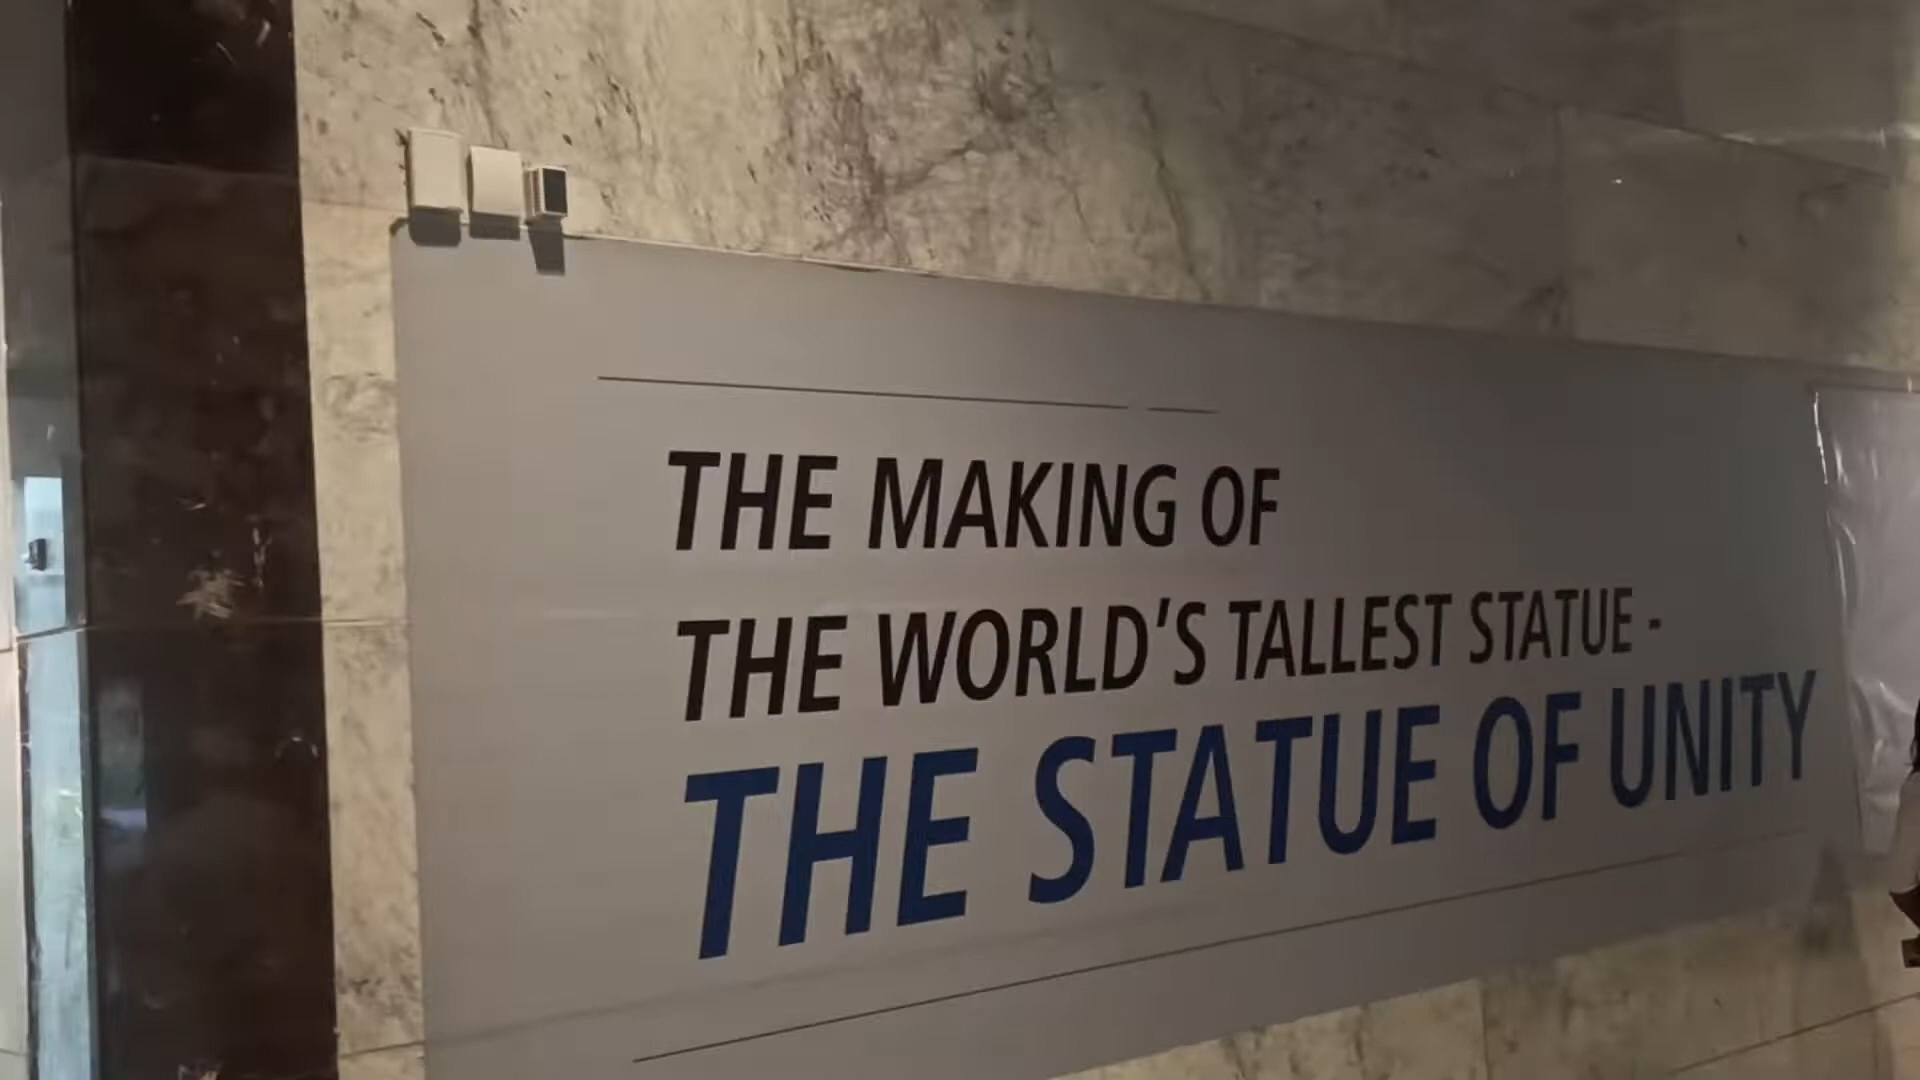 THE MAKING OF
THE WORLD'S TALLEST STATUE -
THE STATUE OF UNITY